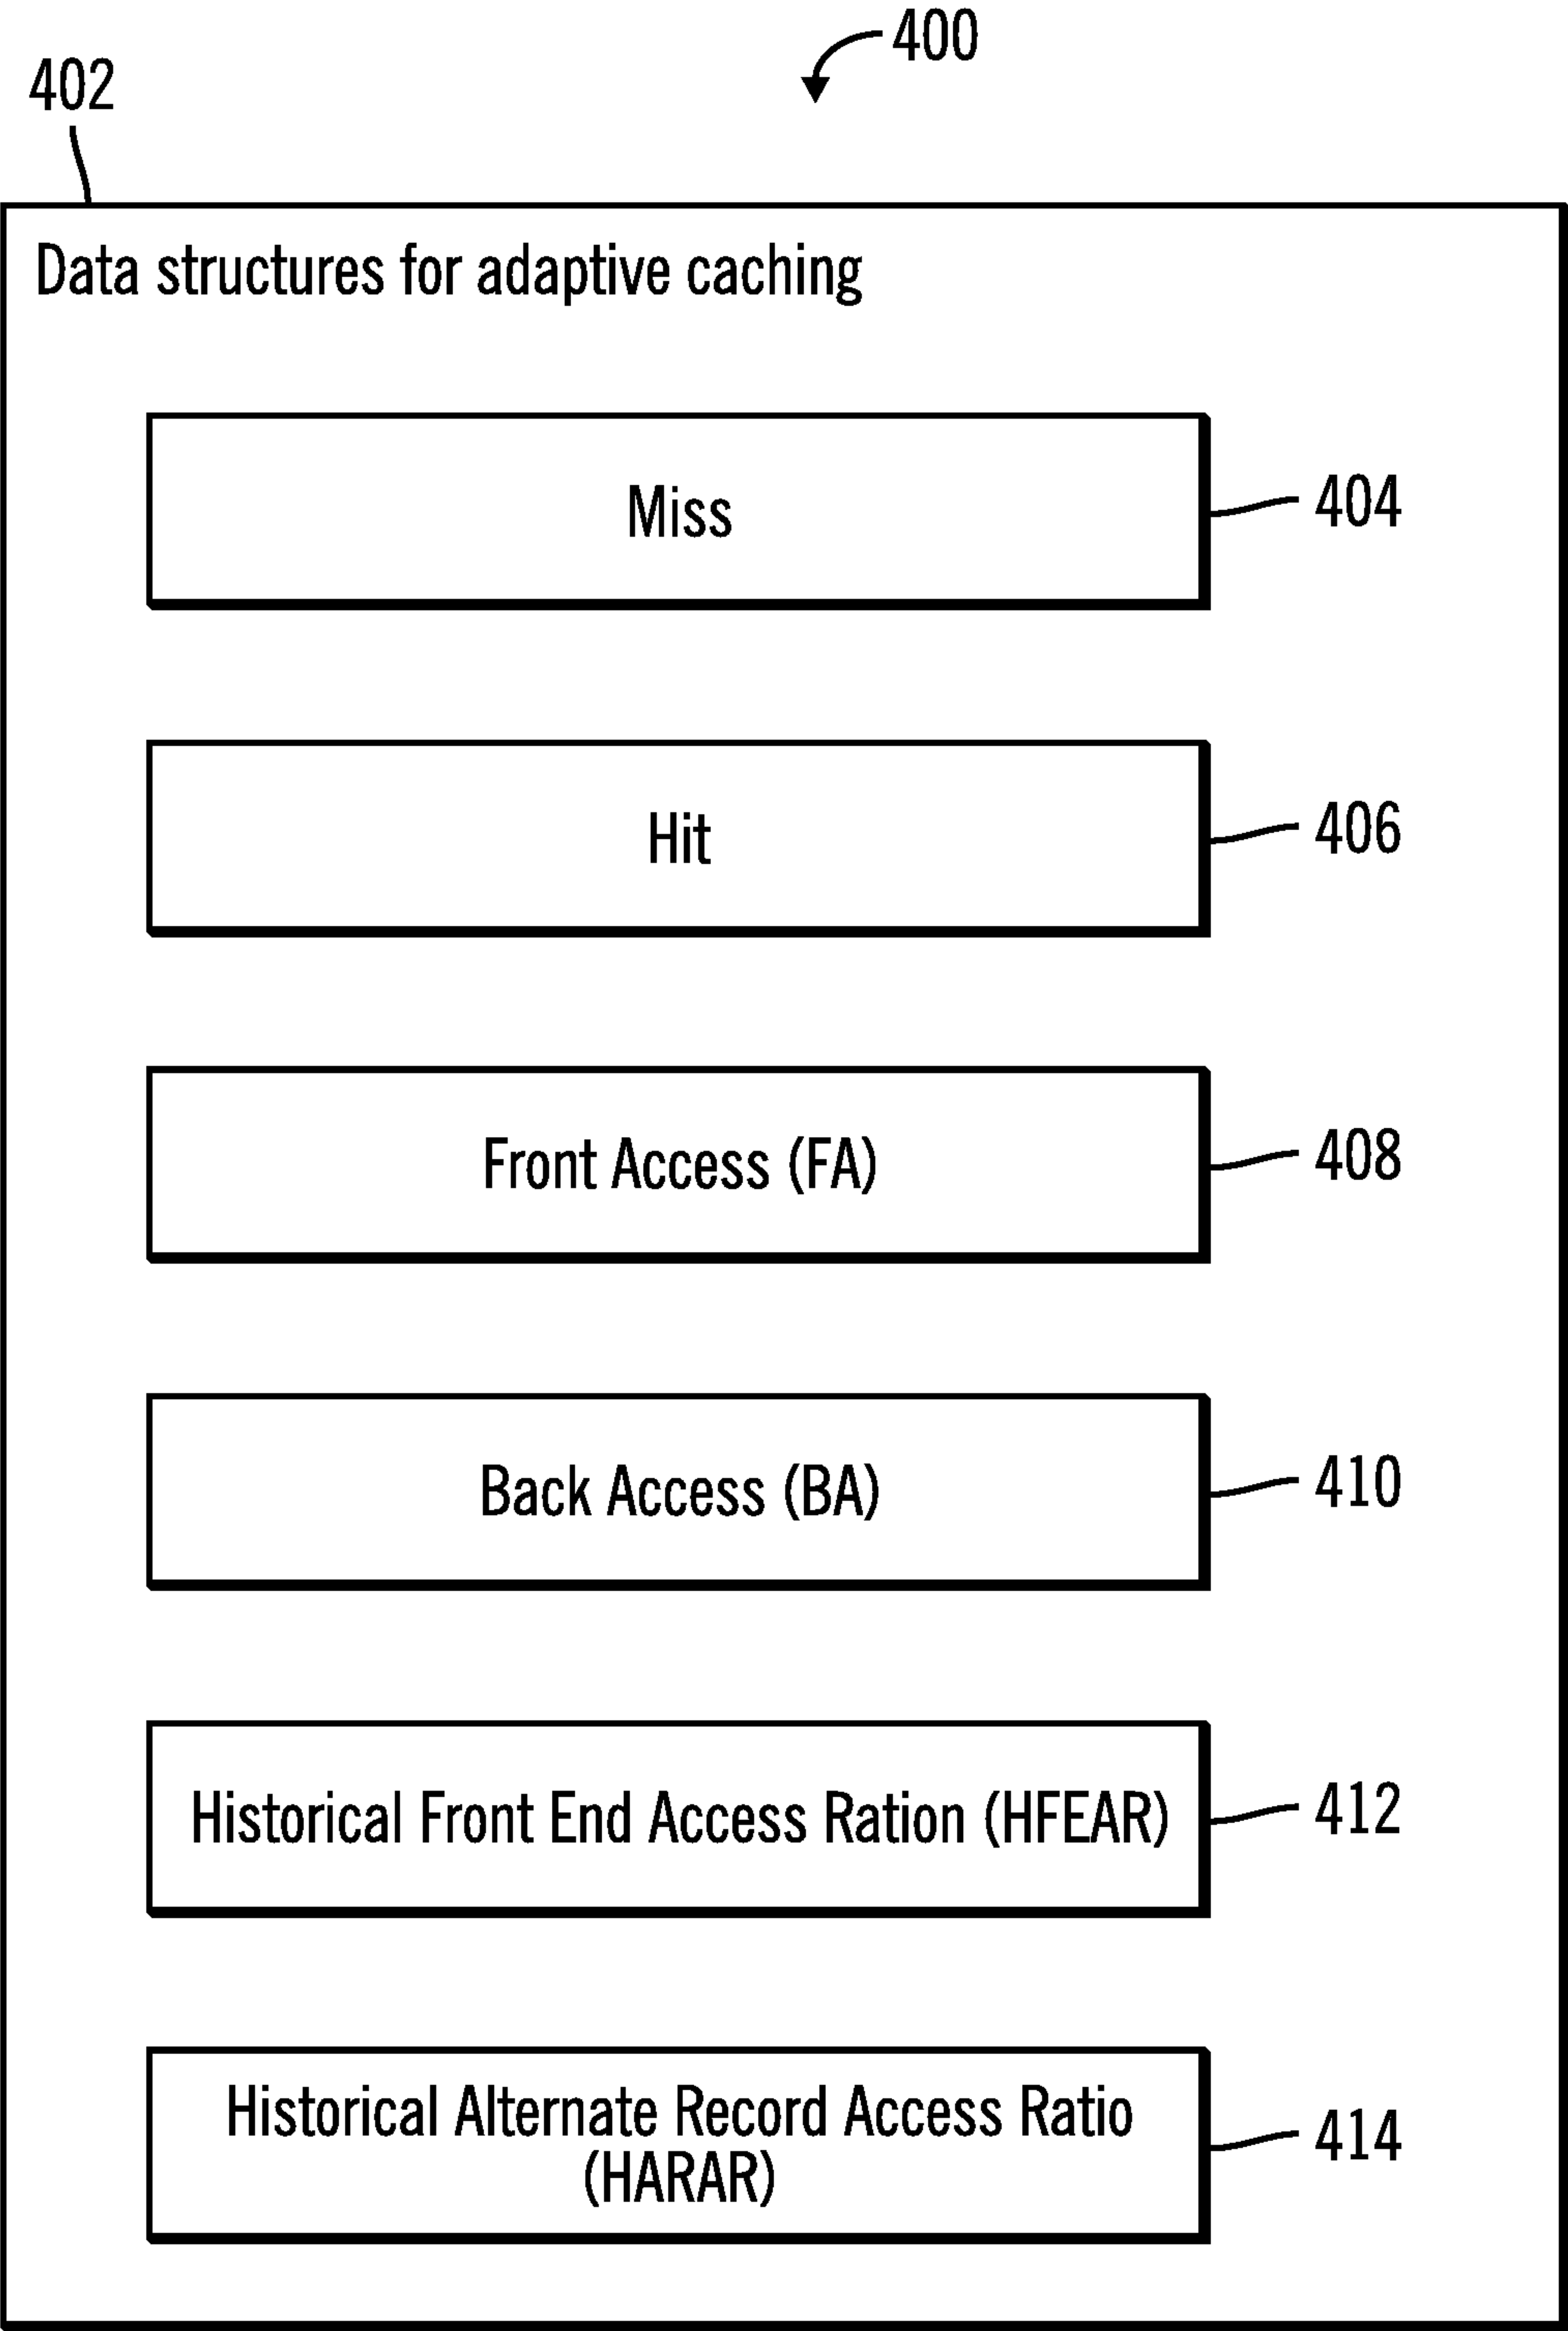 400
402
Data structures for adaptive caching
Miss
404
Hit
406
Front Access (FA)
408
Back Access (BA)
410
Historical Front End Access Ration (HFEAR)
412
Historical Alternate Record Access Ratio
(HARAR)
414